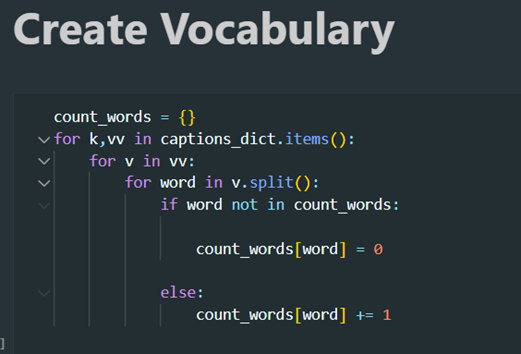 Create Vocabulary
count_words = {}
for k,vv in captions_dict.items():
for v in vv:
for word in v.split():
if word not in count_words:
count_words[word] = 0
else:
count_words[word] += 1
]